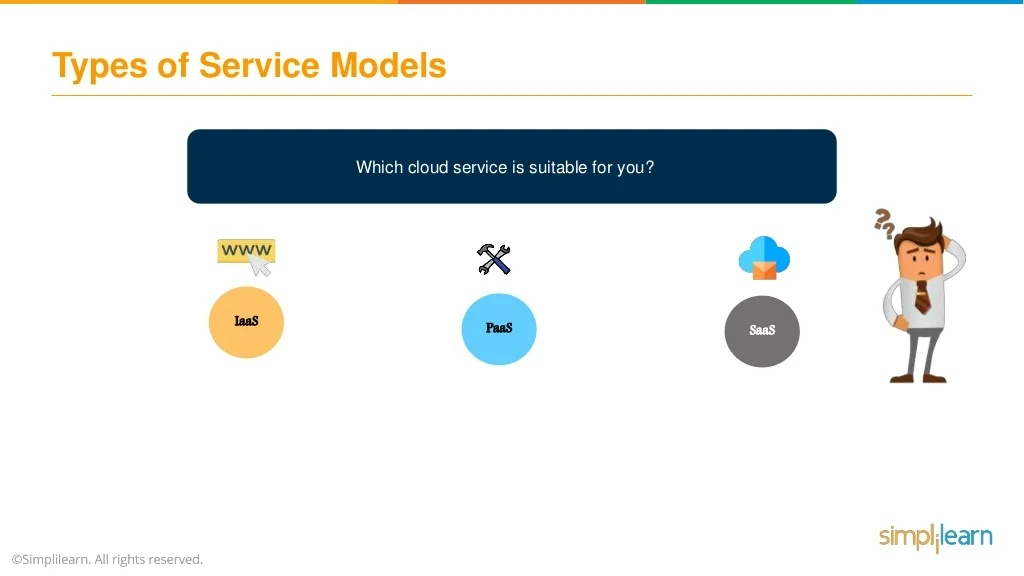 Types of Service Models
Which cloud service is suitable for you?
WWW
??
IaaS
PaaS
SaaS
simplilearn
©Simplilearn. All rights reserved.